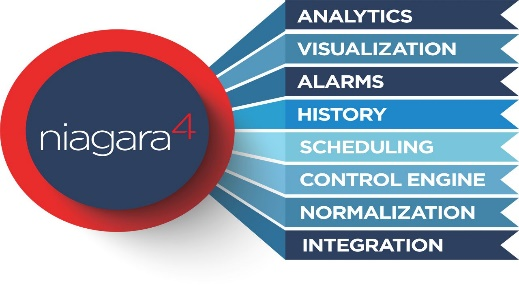 niagara4
ANALYTICS
VISUALIZATION
ALARMS
HISTORY
SCHEDULING
CONTROL ENGINE
NORMALIZATION
INTEGRATION